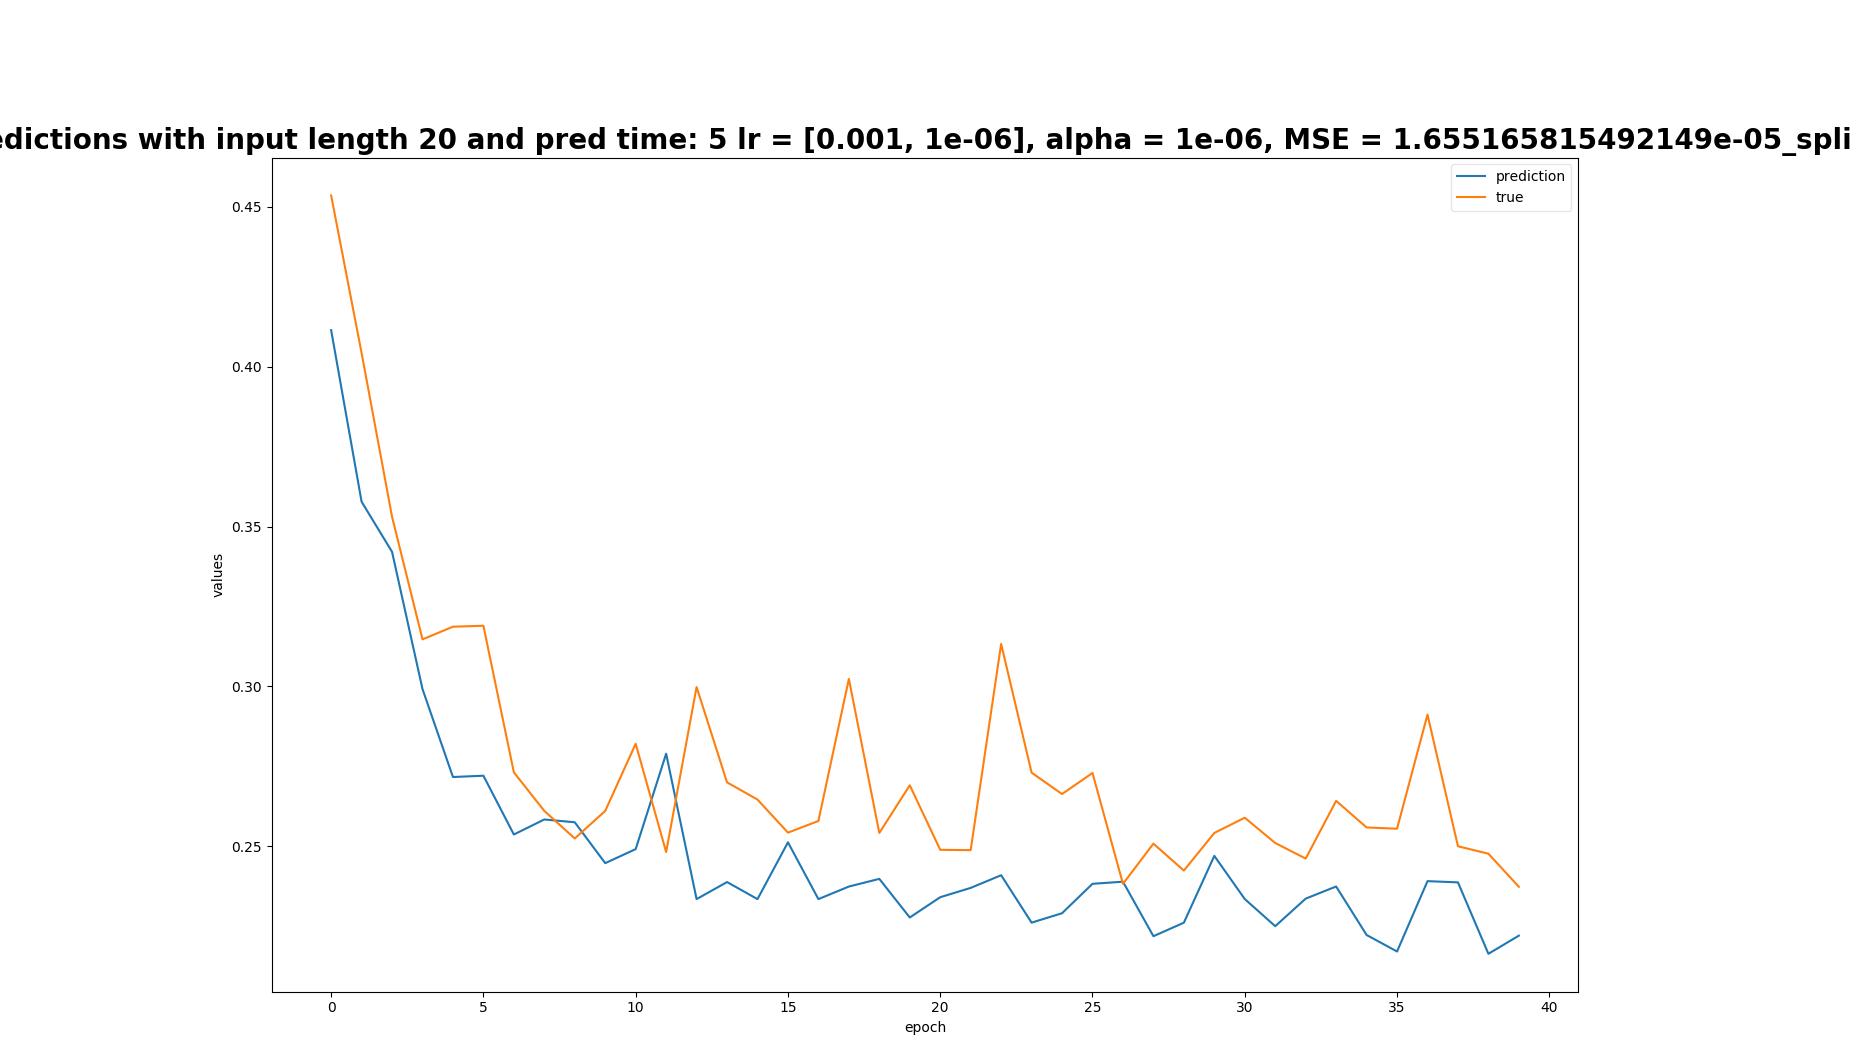 edictions with input length 20 and pred time: 5 lr = [0.001, 1e-06], alpha = 1e-06, MSE = 1.655165815492149e-05_spli
prediction
true
0.45
0.40
0.35
0.30
0.25
values
0 5 10 15 20 25 30 35 40
epoch